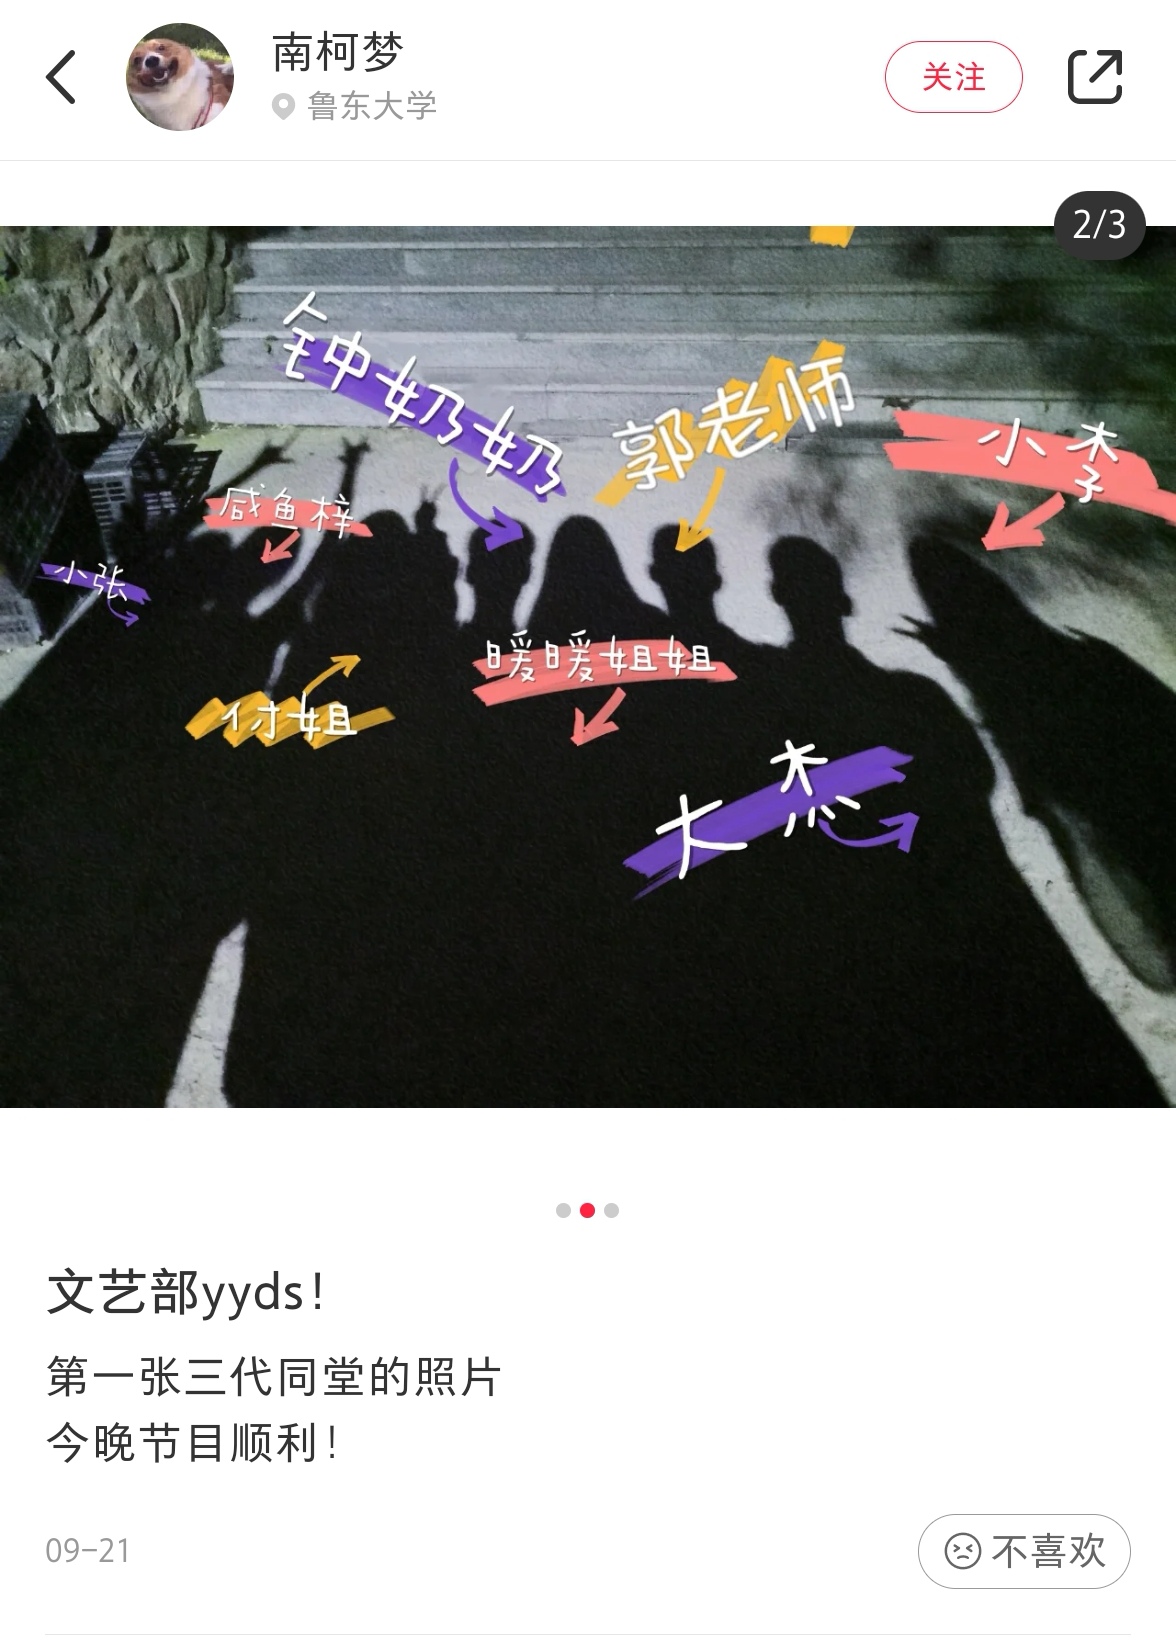 南柯梦
鲁东大学
关注
2/3
钟奶奶
郭老师
小李
咸鱼梓
小张
暖暖姐姐
付姐
大杰
文艺部yyds！
第一张三代同堂的照片
今晚节目顺利！
09-21
不喜欢